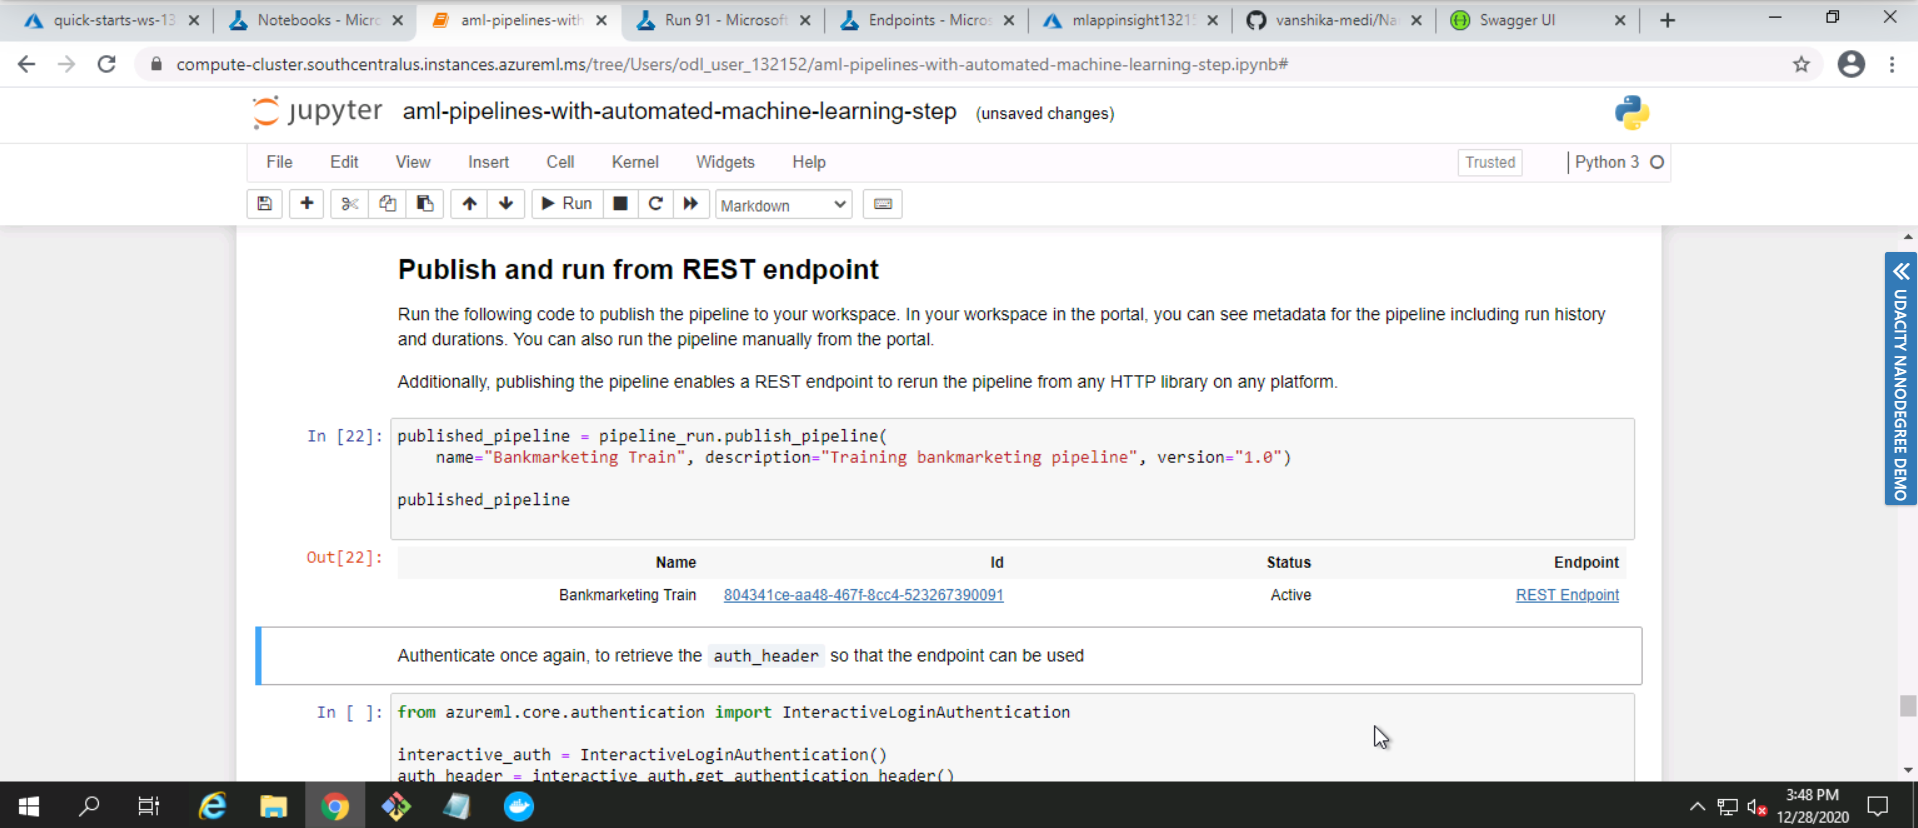 quick-starts-ws-13
Notebooks - Micro
aml-pipelines-with
Run 91 - Microsoft
Endpoints - Micros
mlappinsight13215
vanshika-medi/Na
Swagger UI
compute-cluster.southcentralus.instances.azureml.ms/tree/Users/odl_user_132152/aml-pipelines-with-automated-machine-learning-step.ipynb#
jupyter aml-pipelines-with-automated-machine-learning-step (unsaved changes)
File Edit View Insert Cell Kernel Widgets Help Trusted Python 3
Run Markdown
Publish and run from REST endpoint
Run the following code to publish the pipeline to your workspace. In your workspace in the portal, you can see metadata for the pipeline including run history
and durations. You can also run the pipeline manually from the portal.
Additionally, publishing the pipeline enables a REST endpoint to rerun the pipeline from any HTTP library on any platform.
In [22]: published_pipeline = pipeline_run.publish_pipeline(
name="Bankmarketing Train", description="Training bankmarketing pipeline", version="1.0")
published_pipeline
Out[22]:
Name Id Status Endpoint
Bankmarketing Train 804341ce-aa48-467f-8cc4-523267390091 Active REST Endpoint
Authenticate once again, to retrieve the auth_header so that the endpoint can be used
In [ ]: from azureml.core.authentication import InteractiveLoginAuthentication
interactive_auth = InteractiveLoginAuthentication()
auth_header = interactive_auth.get_authentication_header()
UDACITY NANODEGREE DEMO
3:48 PM
12/28/2020